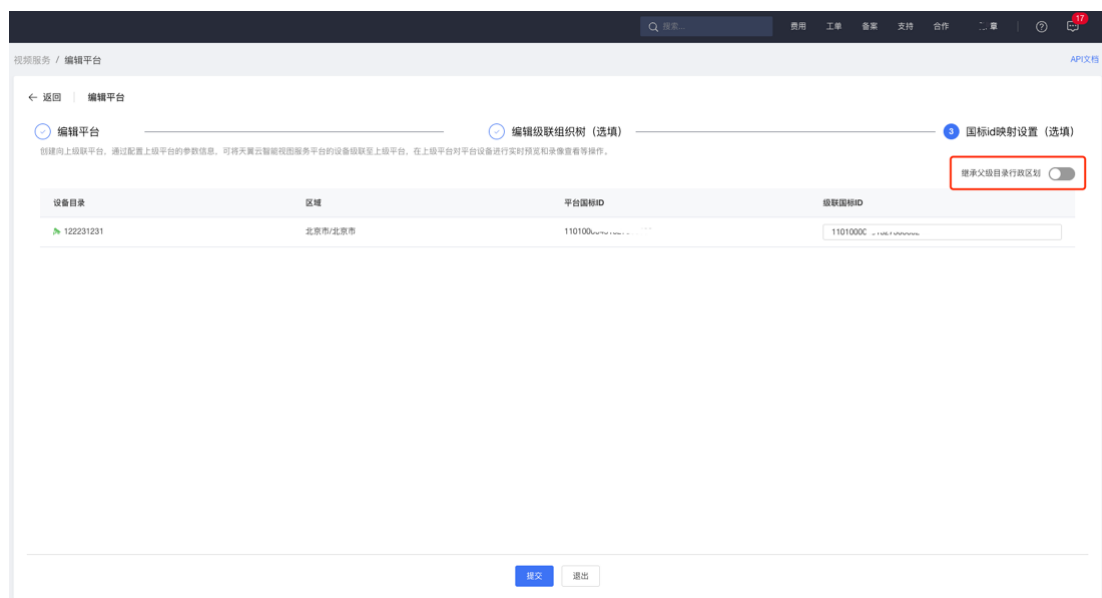 搜索...
费用 工单 备案 支持 合作 章 17
视频服务 / 编辑平台 API文档
← 返回 | 编辑平台
编辑平台 编辑级联组织树（选填） 3 国标id映射设置（选填）
创建向上级联平台，通过配置上级平台的参数信息，可将天翼云智能视图服务平台的设备级联至上级平台，在上级平台对平台设备进行实时预览和录像查看等操作。
继承父级目录行政区划
设备目录 区域 平台国标ID 级联国标ID
122231231 北京市/北京市
提交 退出